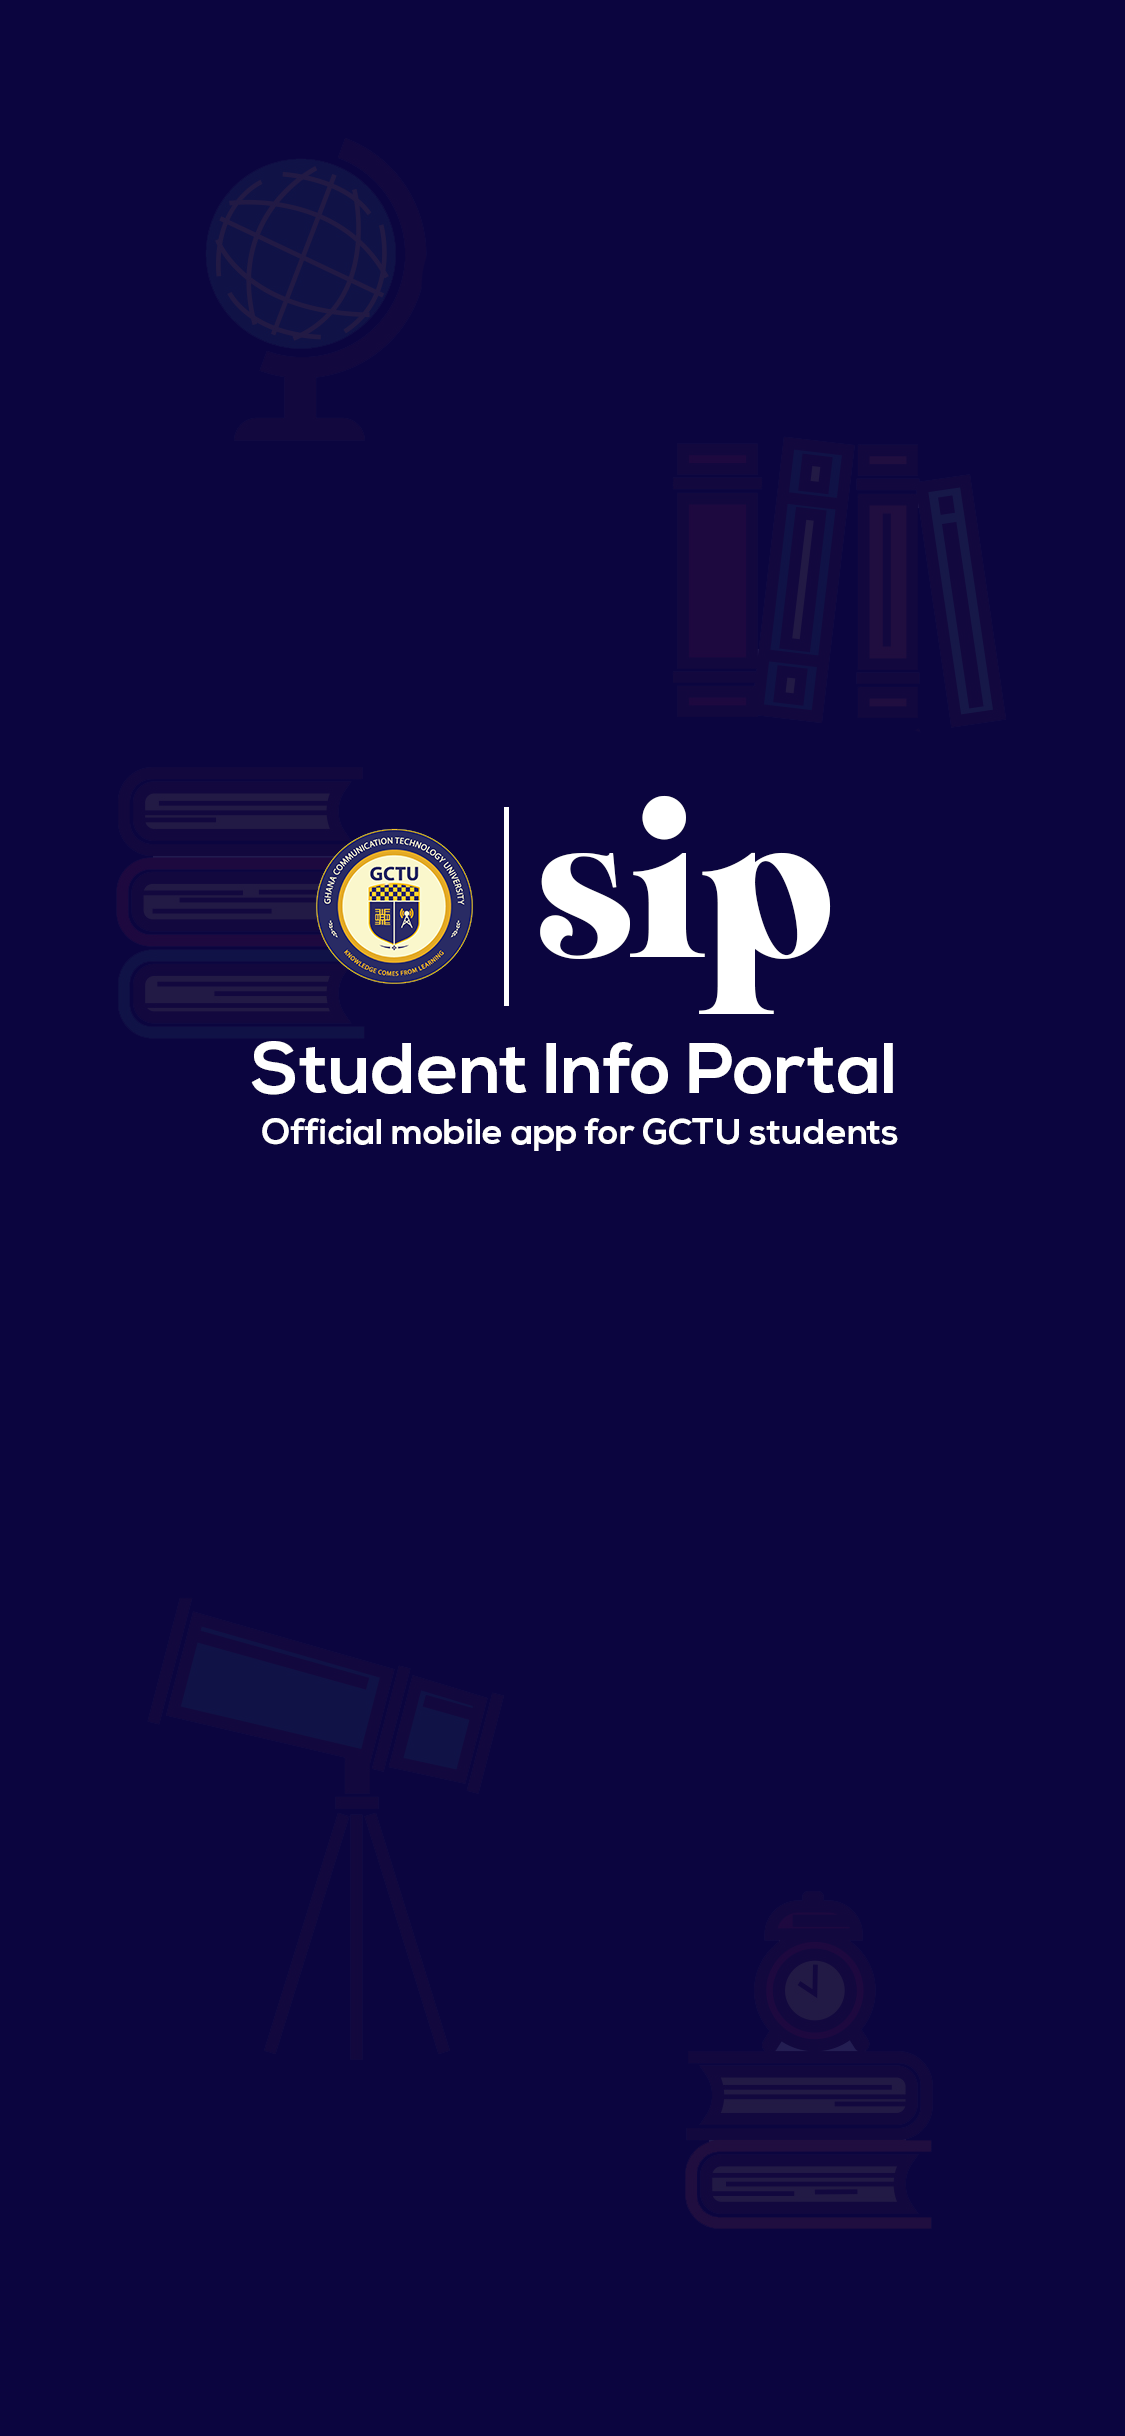 GHANA COMMUNICATION TECHNOLOGY UNIVERSITY
GCTU
KNOWLEDGE COMES FROM LEARNING
sip
Student Info Portal
Official mobile app for GCTU students